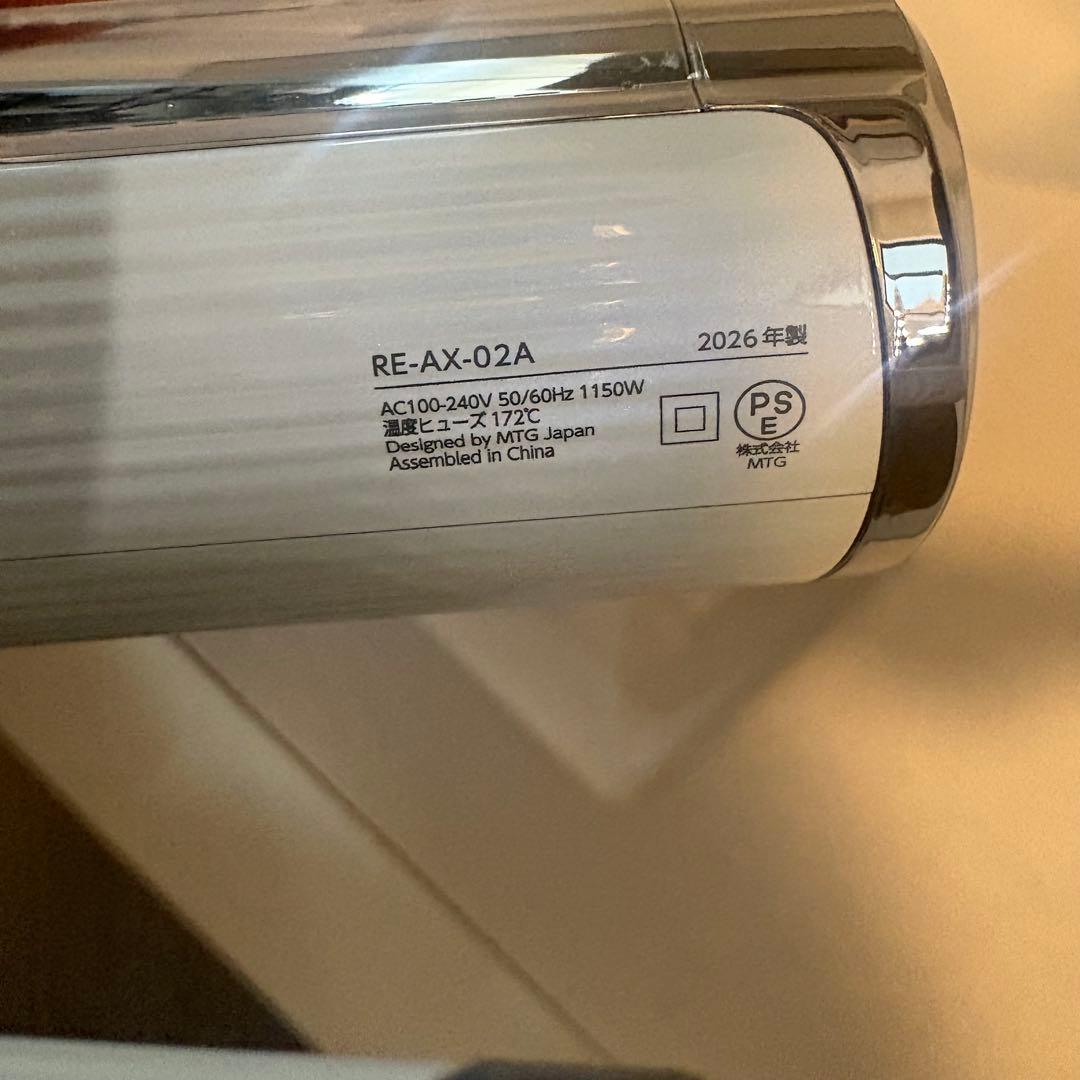 RE-AX-02A
2026年製
AC100-240V 50/60Hz 1150W
温度ヒューズ 172℃
Designed by MTG Japan
Assembled in China
PS
E
株式会社
MTG